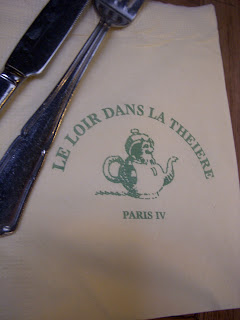 LE LOIR DANS LA THEIERE
PARIS IV